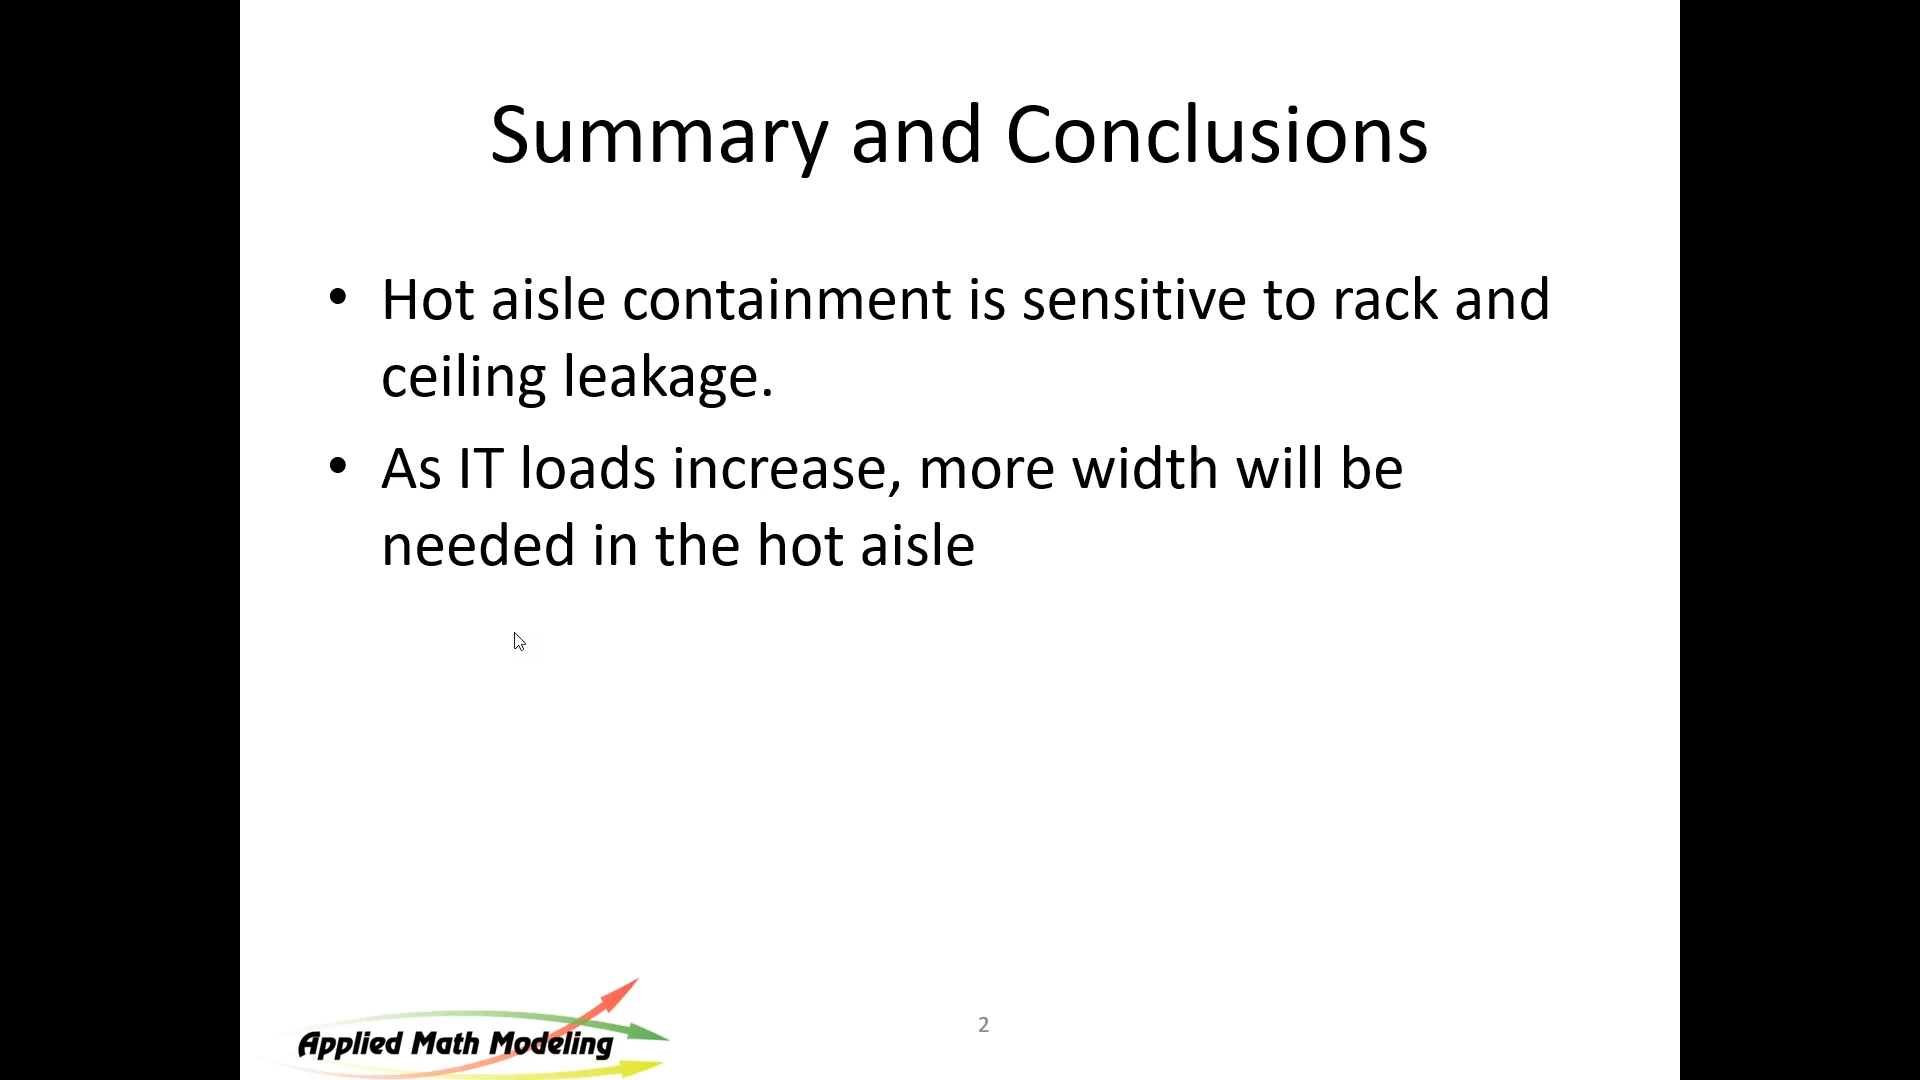 Summary and Conclusions
• Hot aisle containment is sensitive to rack and
ceiling leakage.
• As IT loads increase, more width will be
needed in the hot aisle
Applied Math Modeling
2